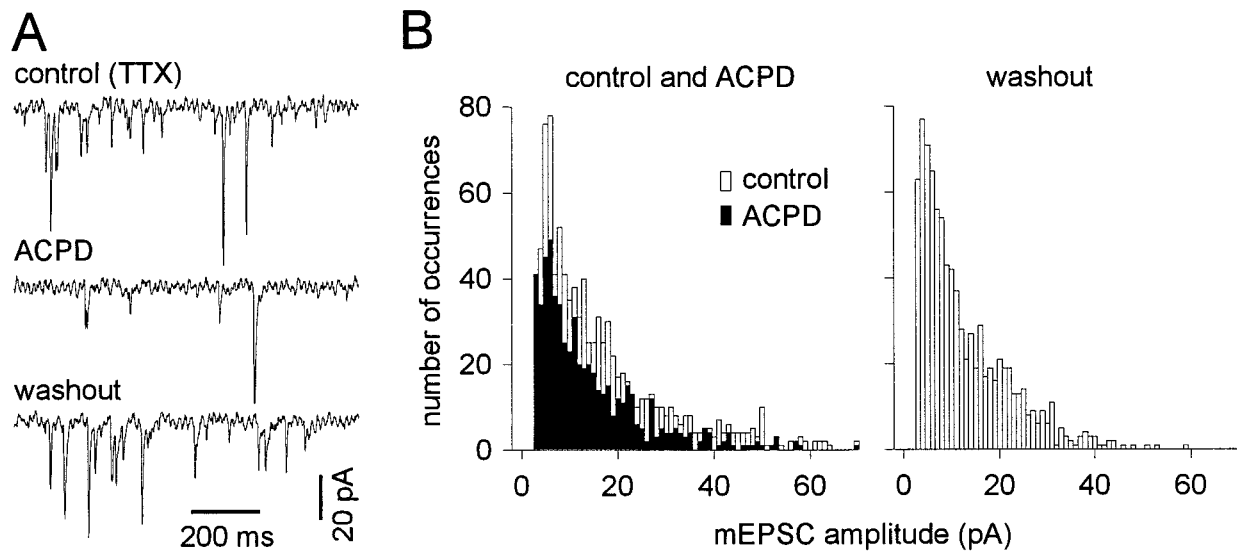 A
control (TTX)
ACPD
washout
200 ms
20 pA
B
control and ACPD
washout
number of occurrences
80
60
40
20
0
control
ACPD
0
20
40
60
0
20
40
60
mEPSC amplitude (pA)